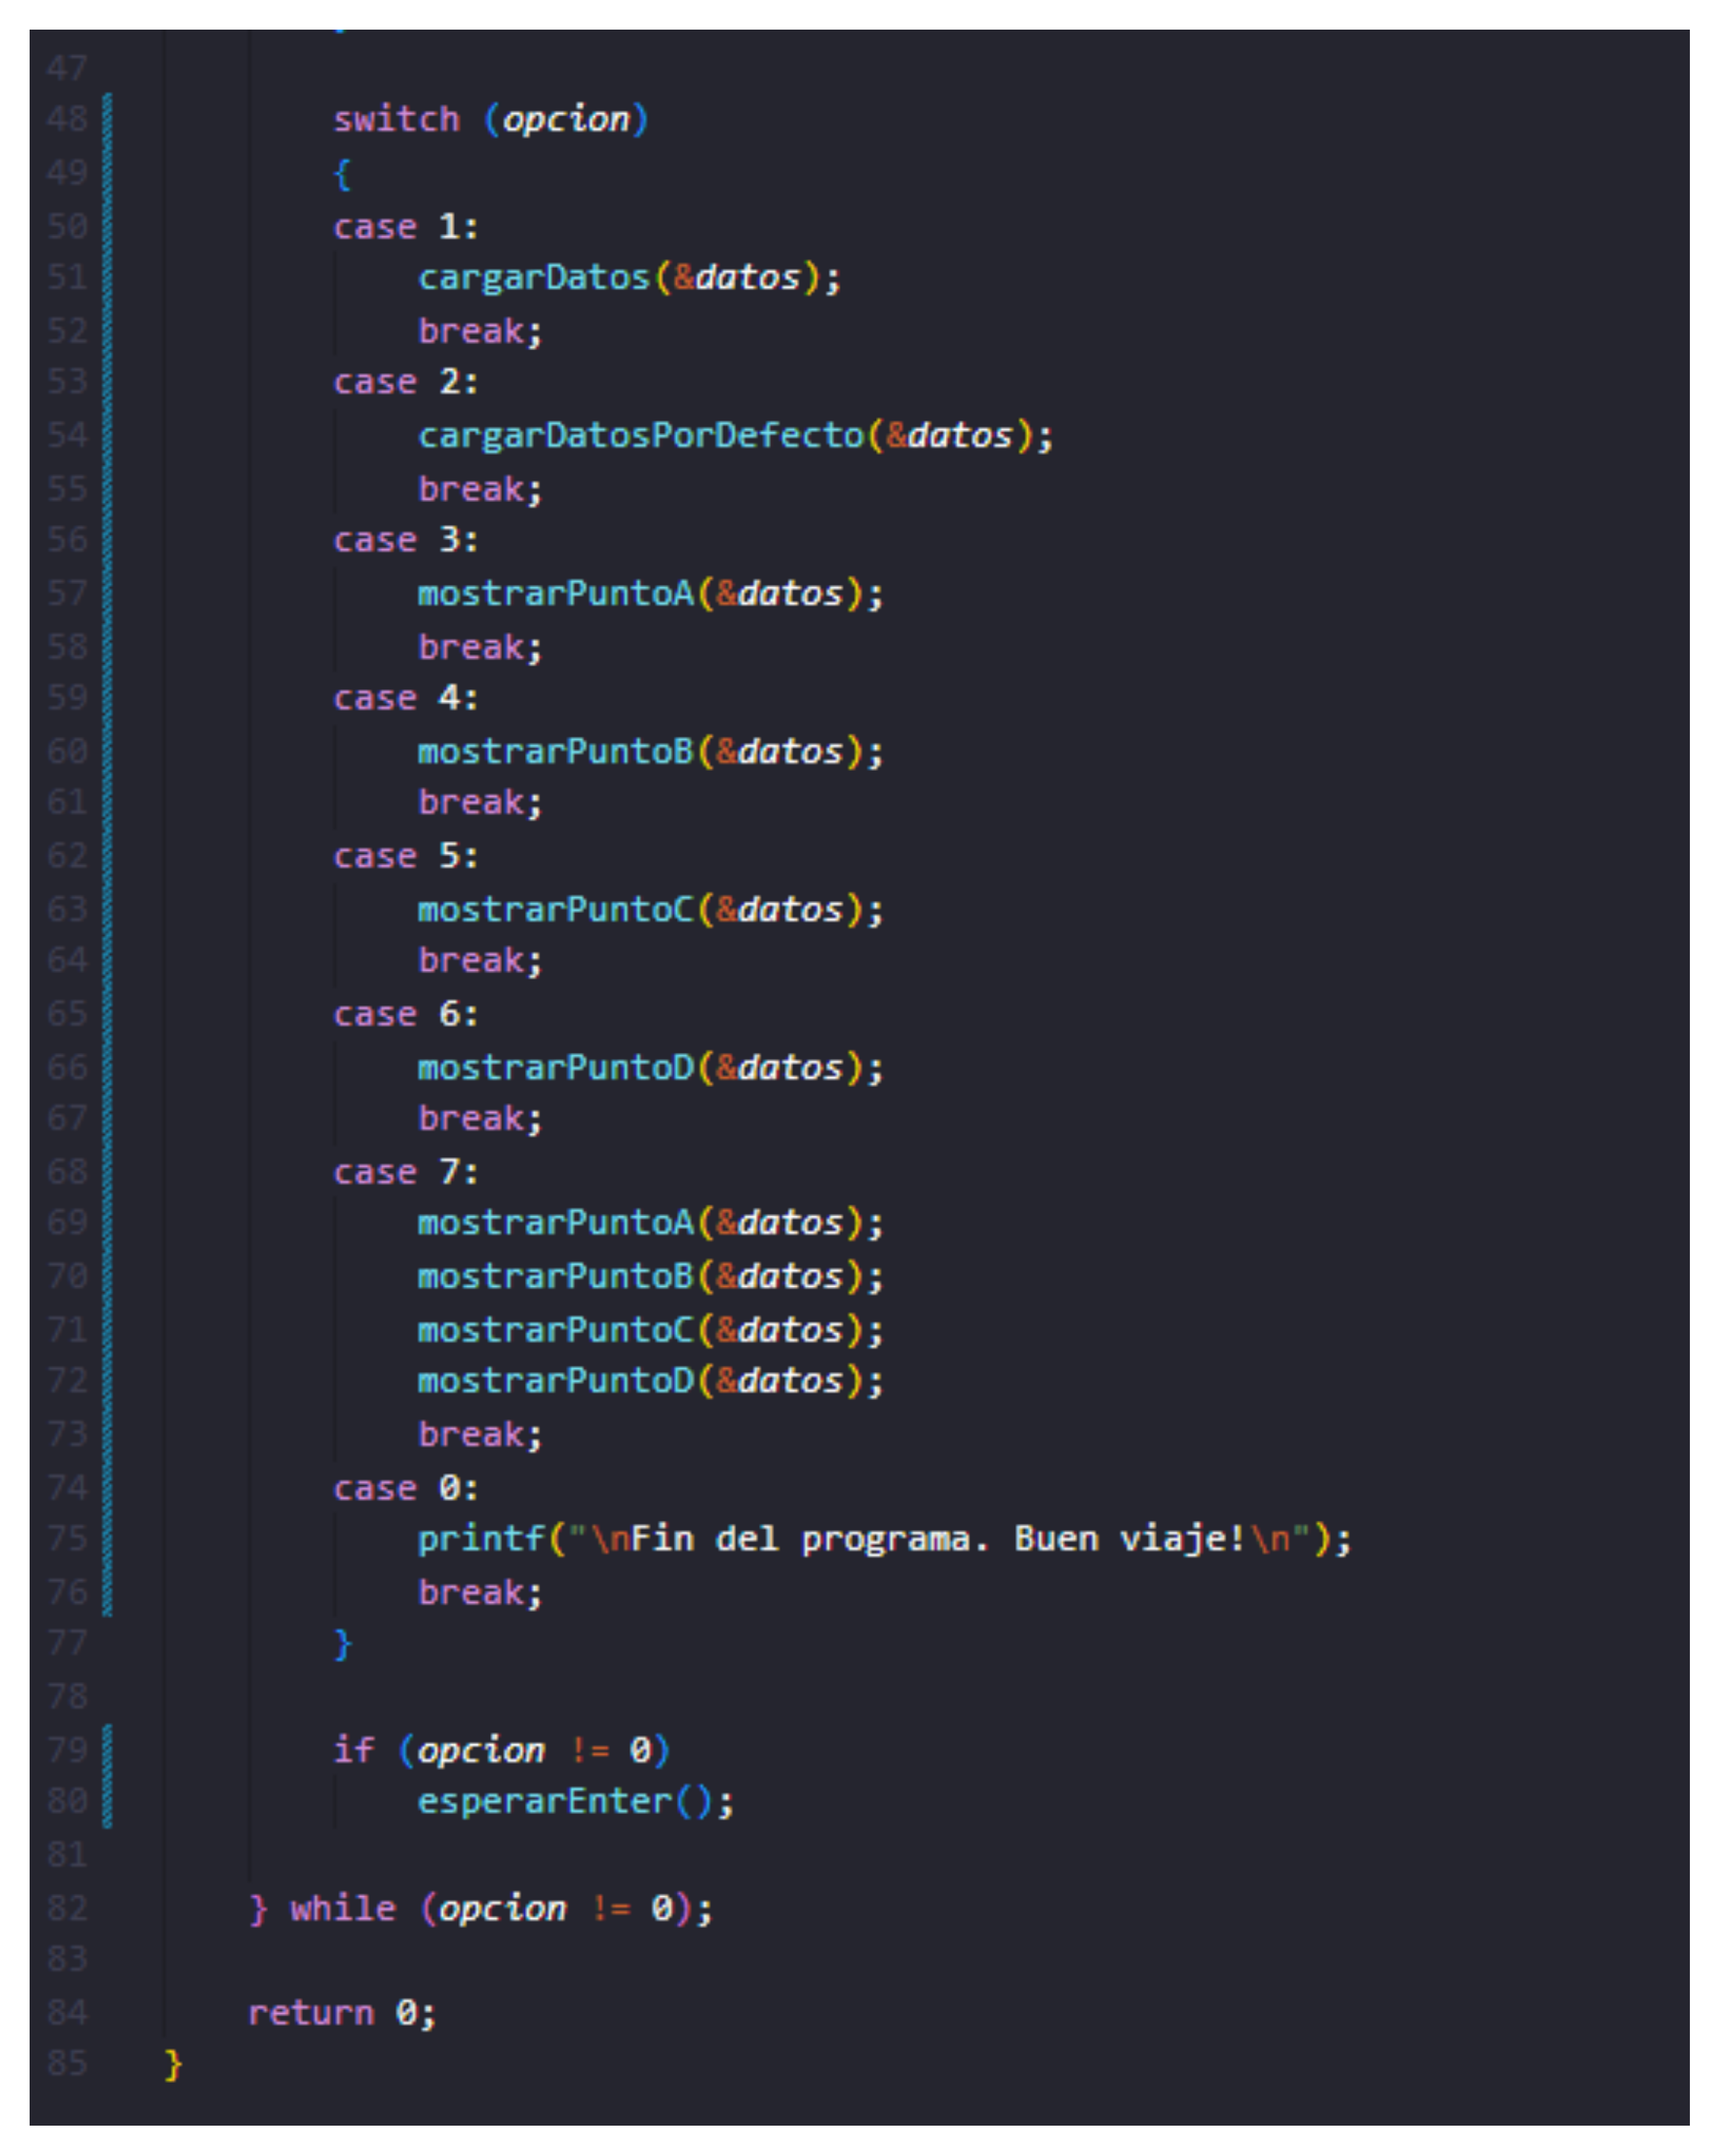 47
48 switch (opcion)
49 {
50 case 1:
51 cargarDatos(&datos);
52 break;
53 case 2:
54 cargarDatosPorDefecto(&datos);
55 break;
56 case 3:
57 mostrarPuntoA(&datos);
58 break;
59 case 4:
60 mostrarPuntoB(&datos);
61 break;
62 case 5:
63 mostrarPuntoC(&datos);
64 break;
65 case 6:
66 mostrarPuntoD(&datos);
67 break;
68 case 7:
69 mostrarPuntoA(&datos);
70 mostrarPuntoB(&datos);
71 mostrarPuntoC(&datos);
72 mostrarPuntoD(&datos);
73 break;
74 case 0:
75 printf("\nFin del programa. Buen viaje!\n");
76 break;
77 }
78
79 if (opcion != 0)
80 esperarEnter();
81
82 } while (opcion != 0);
83
84 return 0;
85 }